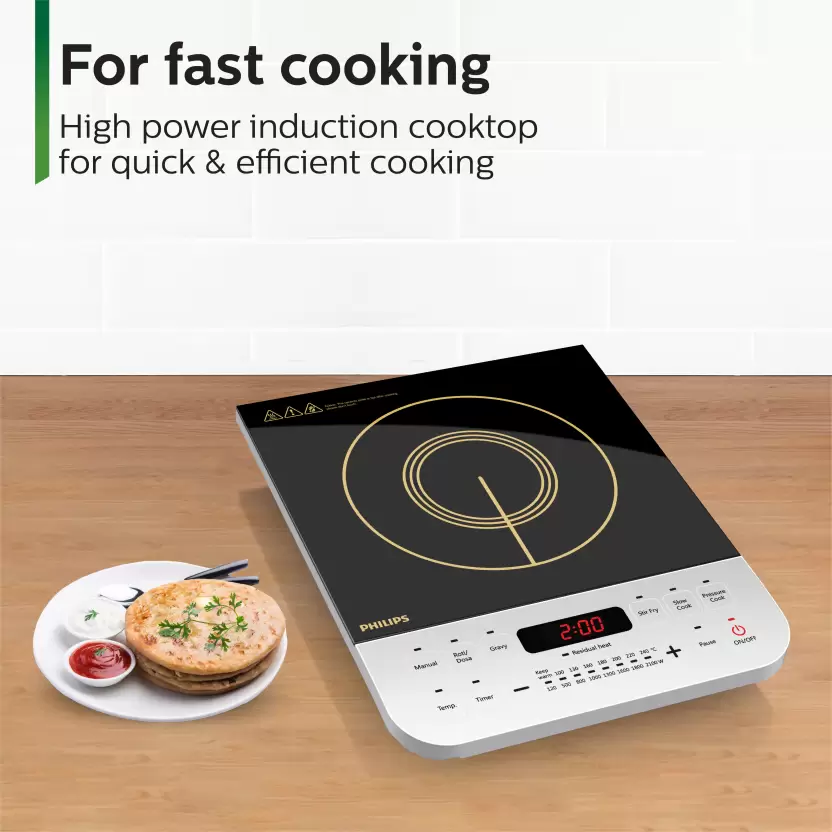 For fast cooking
High power induction cooktop
for quick & efficient cooking
PHILIPS
2:00
Stir Fry
Slow
Cook
Pressure
Cook
Manual
Roti/
Dosa
Gravy
Residual heat
Pause
ON/OFF
Temp.
Timer
−
Keep
warm 100 130 160 180 200 220 240 °C
120 500 800 1000 1300 1600 1800 2100 W
+